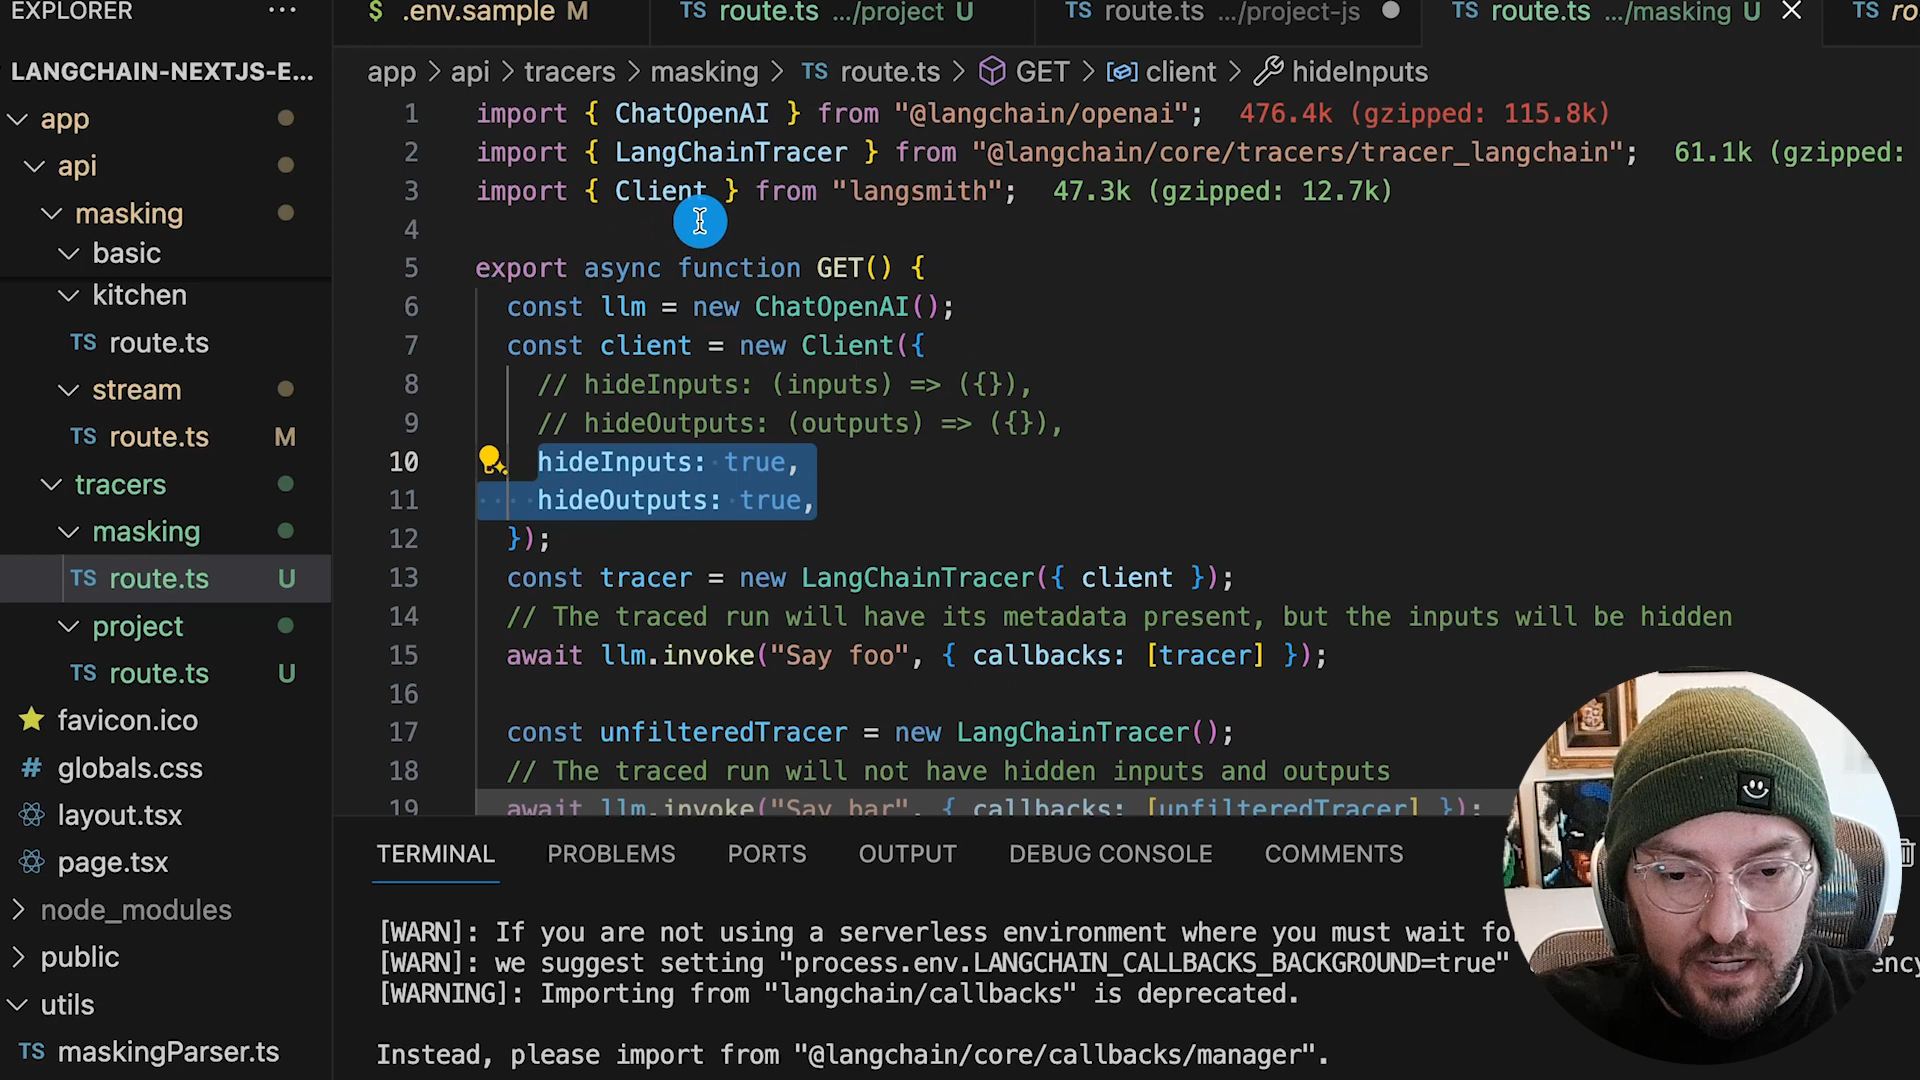 EXPLORER ...
LANGCHAIN-NEXTJS-E...
app
api
masking
basic
kitchen
TS route.ts
stream
TS route.ts M
tracers
masking
TS route.ts U
project
TS route.ts U
favicon.ico
# globals.css
layout.tsx
page.tsx
node_modules
public
utils
TS maskingParser.ts
$ .env.sample M
TS route.ts .../project U
TS route.ts .../project-js
TS route.ts .../masking U
TS
app > api > tracers > masking > TS route.ts > GET > client > hideInputs
1 import { ChatOpenAI } from "@langchain/openai"; 476.4k (gzipped: 115.8k)
2 import { LangChainTracer } from "@langchain/core/tracers/tracer_langchain"; 61.1k (gzipped:
3 import { Client } from "langsmith"; 47.3k (gzipped: 12.7k)
4
5 export async function GET() {
6 const llm = new ChatOpenAI();
7 const client = new Client({
8 // hideInputs: (inputs) => ({}),
9 // hideOutputs: (outputs) => ({}),
10 hideInputs: true,
11 hideOutputs: true,
12 });
13 const tracer = new LangChainTracer({ client });
14 // The traced run will have its metadata present, but the inputs will be hidden
15 await llm.invoke("Say foo", { callbacks: [tracer] });
16
17 const unfilteredTracer = new LangChainTracer();
18 // The traced run will not have hidden inputs and outputs
19 await llm.invoke("Say bar", { callbacks: [unfilteredTracer] });
TERMINAL PROBLEMS PORTS OUTPUT DEBUG CONSOLE COMMENTS
[WARN]: If you are not using a serverless environment where you must wait fo
[WARN]: we suggest setting "process.env.LANGCHAIN_CALLBACKS_BACKGROUND=true"
[WARNING]: Importing from "langchain/callbacks" is deprecated.
Instead, please import from "@langchain/core/callbacks/manager".